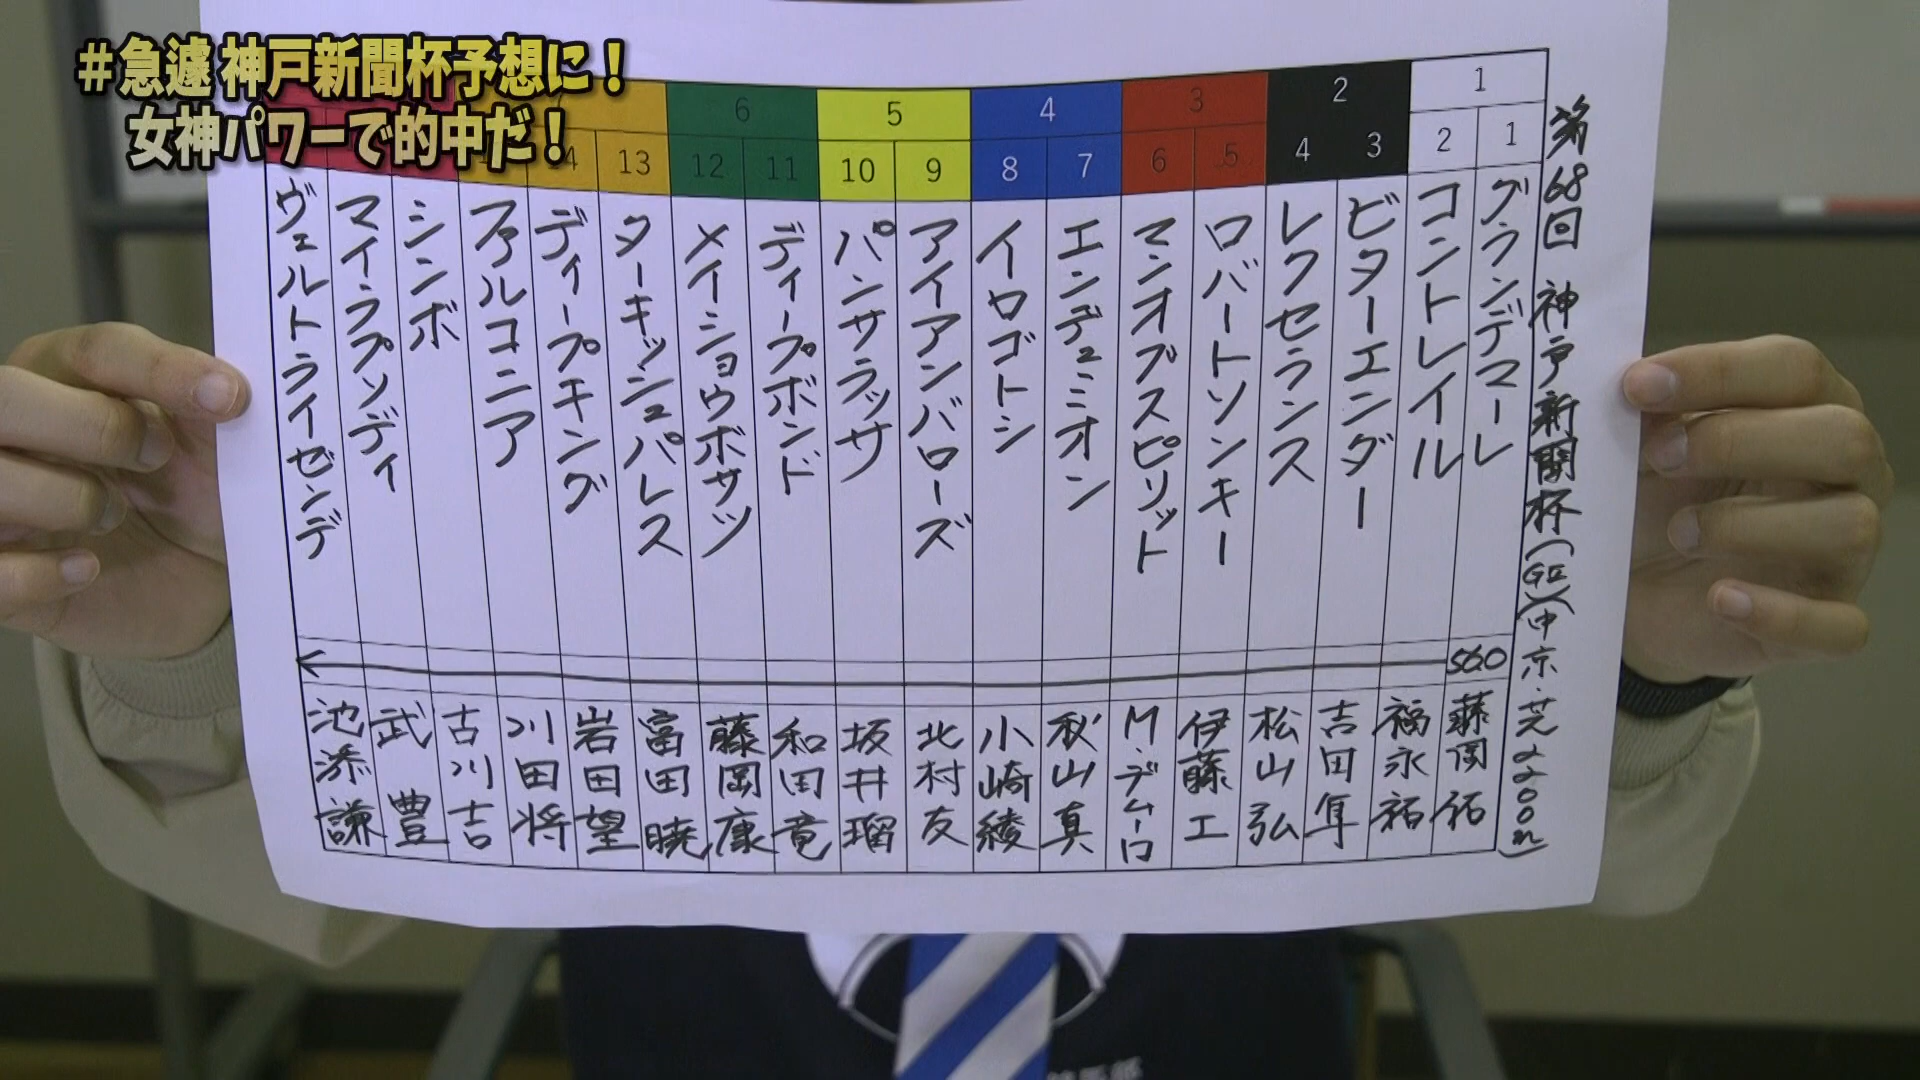 #急遽 神戸新聞杯予想に！
女神パワーで的中だ！
第68回 神戸新聞杯(GⅡ)(中京・芝2200m)
1 2 3 4 5 6
1 2 3 4 5 6 7 8 9 10 11 12 13
グランデマーレ
コントレイル
ビターエンダー
レクセランス
ロバートソンキー
マンオブスピリット
エンデュミオン
イロゴトシ
アイアンバローズ
パンサラッサ
ディープボンド
メイショウボサツ
ターキッシュパレス
ディープキング
ファルコニア
シンボ
マイラプソディ
ヴェルトライゼンデ
56.0
藤岡佑
福永祐
吉田隼
松山弘
伊藤工
M・デムーロ
秋山真
小崎綾
北村友
坂井瑠
和田竜
藤岡康
富田暁
岩田望
川田将
古川吉
武豊
池添謙